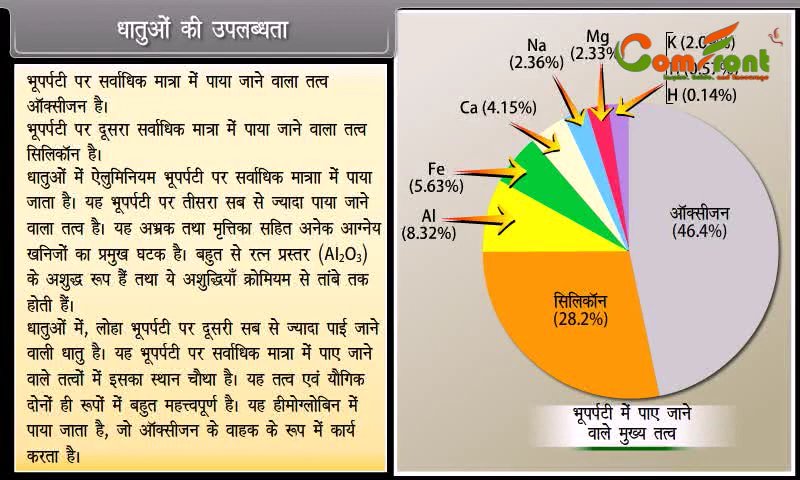 धातुओं की उपलब्धता
भूपर्पटी पर सर्वाधिक मात्रा में पाया जाने वाला तत्व
ऑक्सीजन है।
भूपर्पटी पर दूसरा सर्वाधिक मात्रा में पाया जाने वाला तत्व
सिलिकॉन है।
धातुओं में ऐलुमिनियम भूपर्पटी पर सर्वाधिक मात्राा में पाया
जाता है। यह भूपर्पटी पर तीसरा सब से ज्यादा पाया जाने
वाला तत्व है। यह अभ्रक तथा मृत्तिका सहित अनेक आग्नेय
खनिजों का प्रमुख घटक है। बहुत से रत्न प्रस्तर (Al₂O₃)
के अशुद्ध रूप हैं तथा ये अशुद्धियाँ क्रोमियम से तांबे तक
होती हैं।
धातुओं में, लोहा भूपर्पटी पर दूसरी सब से ज्यादा पाई जाने
वाली धातु है। यह भूपर्पटी पर सर्वाधिक मात्रा में पाए जाने
वाले तत्वों में इसका स्थान चौथा है। यह तत्व एवं यौगिक
दोनों ही रूपों में बहुत महत्त्वपूर्ण है। यह हीमोग्लोबिन में
पाया जाता है, जो ऑक्सीजन के वाहक के रूप में कार्य
करता है।
K
Mg
(2.33%)
Na
(2.36%)
H (0.14%)
Ca (4.15%)
Fe
(5.63%)
Al
(8.32%)
ऑक्सीजन
(46.4%)
सिलिकॉन
(28.2%)
भूपर्पटी में पाए जाने
वाले मुख्य तत्व
ComFront